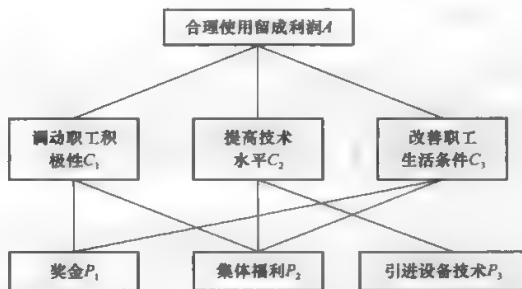 合理使用留成利润A
调动职工积
极性C₁
提高技术
水平C₂
改善职工
生活条件C₃
奖金P₁
集体福利P₂
引进设备技术P₃